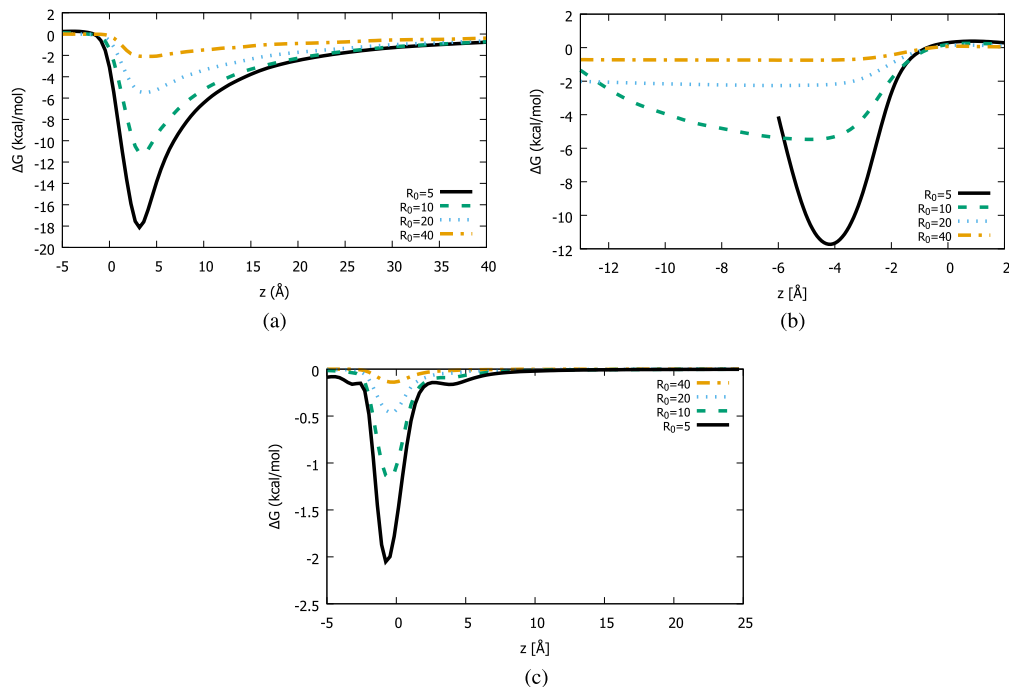 2
0
-2
-4
-6
-8
-10
-12
-14
-16
-18
-20
ΔG (kcal/mol)
R₀=5
R₀=10
R₀=20
R₀=40
-5 0 5 10 15 20 25 30 35 40
z (Å)
(a)
2
0
-2
-4
-6
-8
-10
-12
ΔG (kcal/mol)
R₀=5
R₀=10
R₀=20
R₀=40
-12 -10 -8 -6 -4 -2 0 2
z [Å]
(b)
0
-0.5
-1
-1.5
-2
-2.5
ΔG (kcal/mol)
R₀=40
R₀=20
R₀=10
R₀=5
-5 0 5 10 15 20 25
z [Å]
(c)